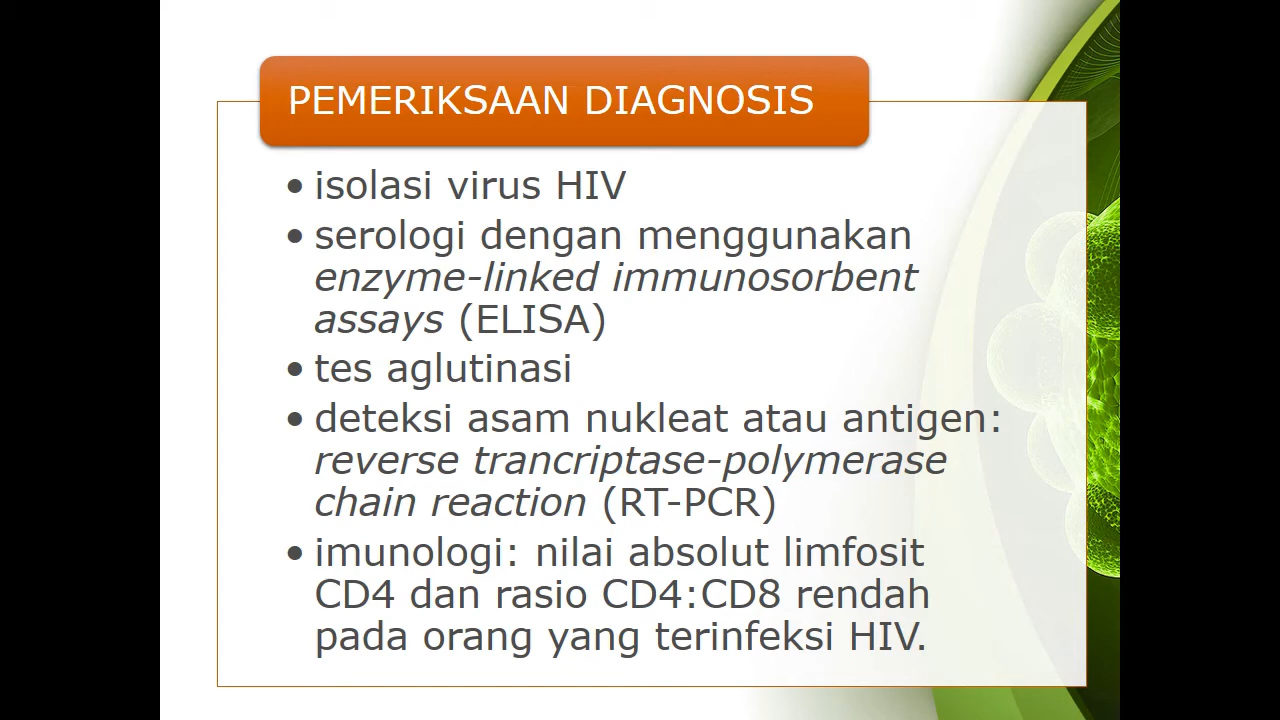 PEMERIKSAAN DIAGNOSIS
• isolasi virus HIV
• serologi dengan menggunakan
enzyme-linked immunosorbent
assays (ELISA)
• tes aglutinasi
• deteksi asam nukleat atau antigen:
reverse trancriptase-polymerase
chain reaction (RT-PCR)
• imunologi: nilai absolut limfosit
CD4 dan rasio CD4:CD8 rendah
pada orang yang terinfeksi HIV.